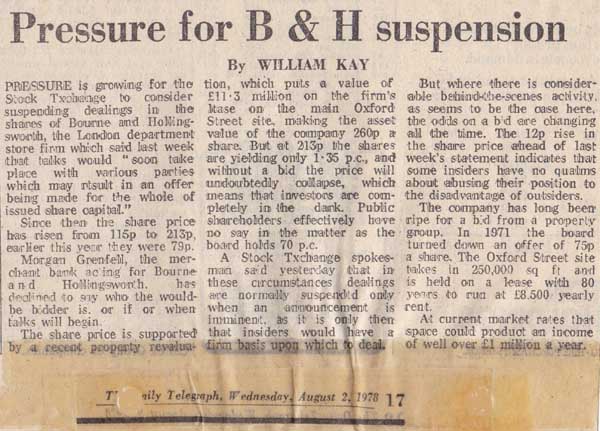 Pressure for B & H suspension
By WILLIAM KAY
PRESSURE is growing for the
Stock Txchange to consider
suspending dealings in the
shares of Bourne and Holling-
sworth, the London department
store firm which said last week
that talks would "soon take
place with various parties
which may result in an offer
being made for the whole of
issued share capital."
Since then the share price
has risen from 116p to 213p,
earlier this year they were 79p.
Morgan Grenfell, the mer-
chant bank acting for Bourne
and Hollingsworth, has
declined to say who the would-
be bidder is, or if or when
talks will begin.
The share price is supported
by a recent property revalua-
tion, which puts a value of
£11·3 million on the firm's
lease on the main Oxford
Street site, making the asset
value of the company 260p a
share. But at 213p the shares
are yielding only 1·35 p.c., and
without a bid the price will
undoubtedly collapse, which
means that investors are com-
pletely in the dark. Public
shareholders effectively have
no say in the matter as the
board holds 70 p.c.
A Stock Txchange spokes-
man said yesterday that in
these circumstances dealings
are normally suspended only
when an announcement is
imminent, as it is only then
that insiders would have a
firm basis upon which to deal.
But where there is consider-
able behind-the-scenes activity,
as seems to be the case here,
the odds on a bid are changing
all the time. The 12p rise in
the share price ahead of last
week's statement indicates that
some insiders have no qualms
about abusing their position to
the disadvantage of outsiders.
The company has long been
ripe for a bid from a property
group. In 1971 the board
turned down an offer of 75p
a share. The Oxford Street site
takes in 250,000 sq ft and
is held on a lease with 80
years to run at £8,500 yearly
rent.
At current market rates that
space could product an income
of well over £1 million a year.
Daily Telegraph, Wednesday, August 2, 1978 17